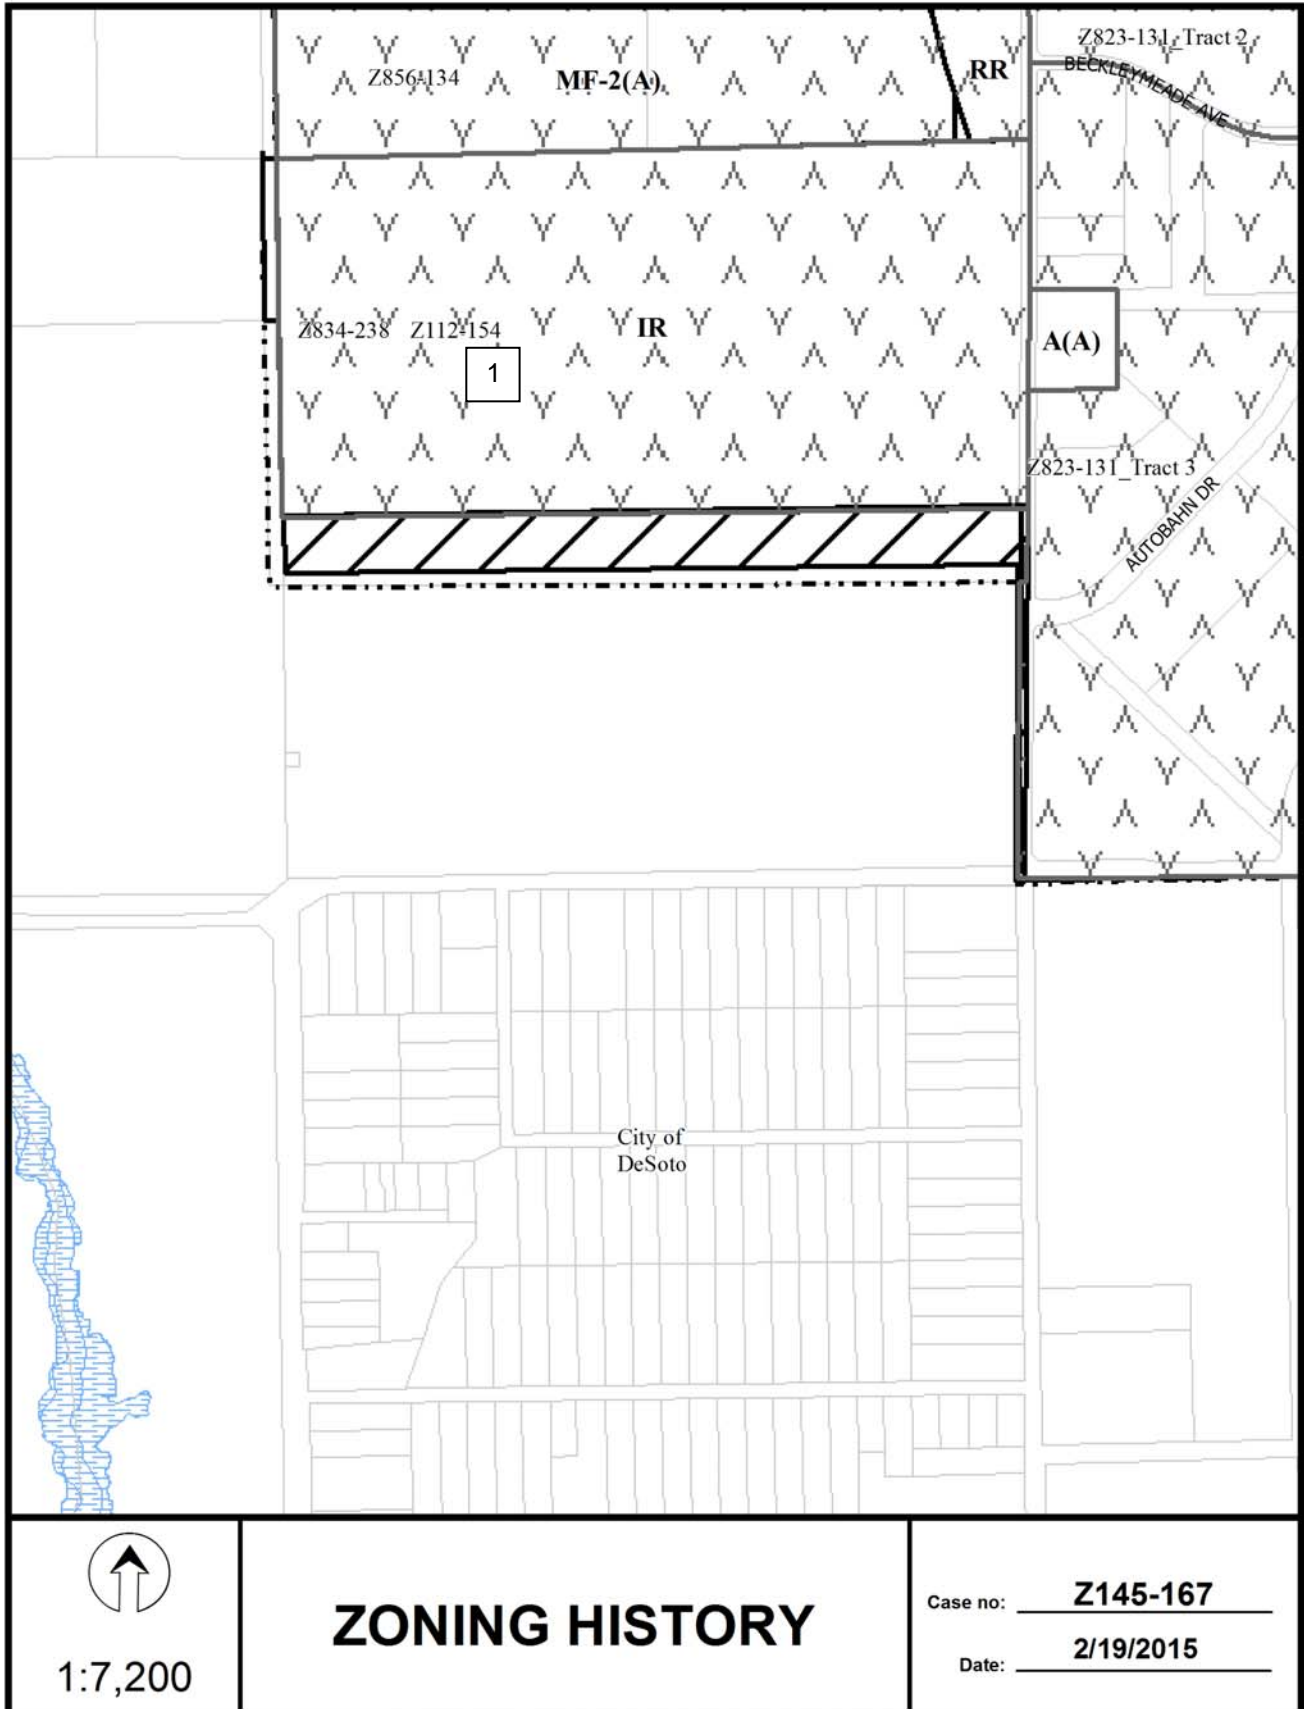 Z823-131_Tract 2
Z856-134
MF-2(A)
RR
BECKLEYMEADE AVE
Z834-238
Z112-154
IR
A(A)
1
Z823-131_Tract 3
AUTOBAHN DR
City of
DeSoto
1:7,200
ZONING HISTORY
Case no: Z145-167
Date: 2/19/2015